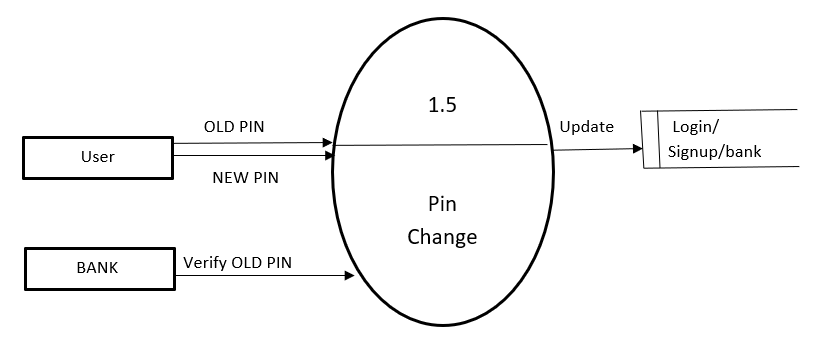 1.5
OLD PIN
User
NEW PIN
Update
Login/
Signup/bank
Pin
Change
BANK
Verify OLD PIN